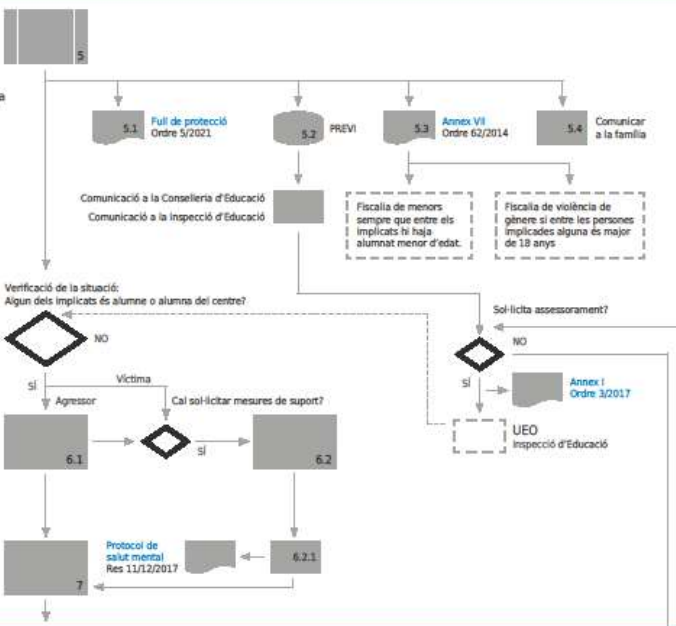 5
a
5.1
Full de protecció
Ordre 5/2021
5.2
PREVI
5.3
Annex VII
Ordre 62/2014
5.4
Comunicar
a la família
Comunicació a la Conselleria d'Educació
Comunicació a la Inspecció d'Educació
Fiscalia de menors
sempre que entre els
implicats hi haja
alumnat menor d'edat.
Fiscalia de violència de
gènere si entre les persones
implicades alguna és major
de 18 anys
Verificació de la situació:
Algun dels implicats és alumne o alumna del centre?
NO
SÍ
Víctima
Agressor
Cal sol·licitar mesures de suport?
SÍ
6.1
6.2
Sol·licita assessorament?
NO
SÍ
Annex I
Ordre 3/2017
UEO
Inspecció d'Educació
Protocol de
salut mental
Res 11/12/2017
6.2.1
7